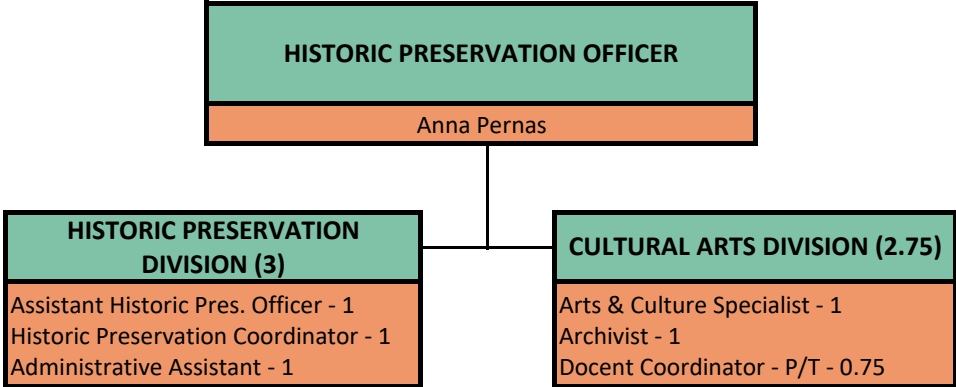 HISTORIC PRESERVATION OFFICER
Anna Pernas
HISTORIC PRESERVATION
DIVISION (3)
Assistant Historic Pres. Officer - 1
Historic Preservation Coordinator - 1
Administrative Assistant - 1
CULTURAL ARTS DIVISION (2.75)
Arts & Culture Specialist - 1
Archivist - 1
Docent Coordinator - P/T - 0.75